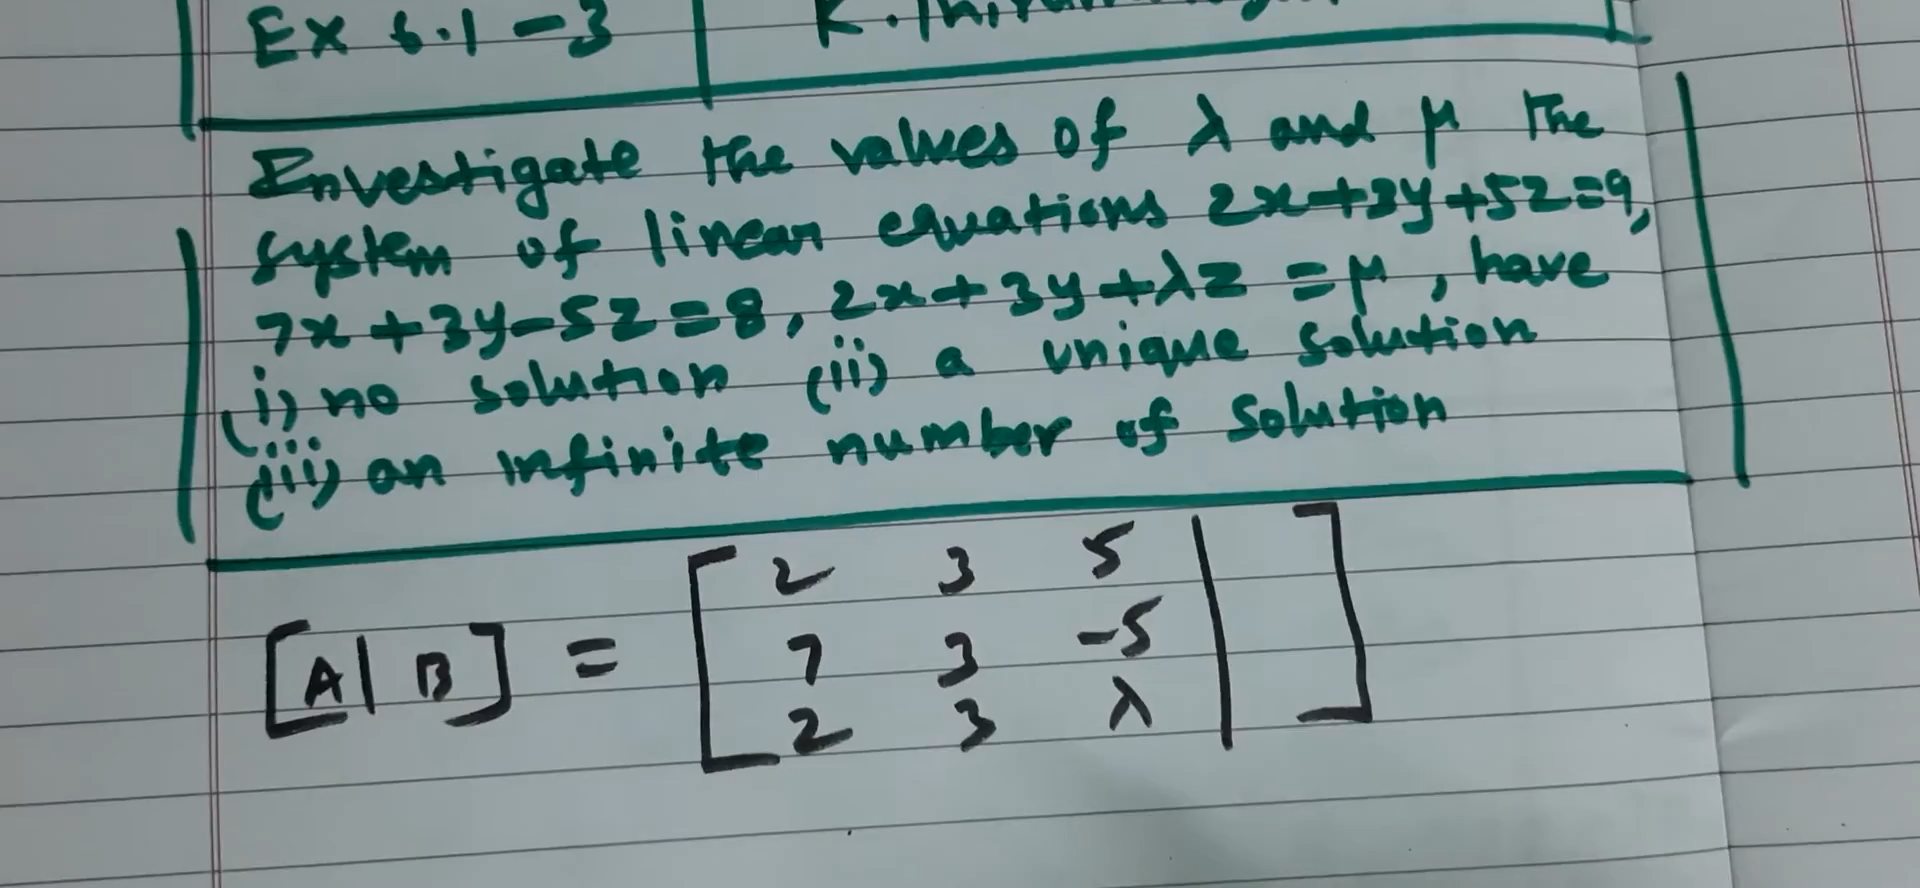 Ex 6.1 - 3
Investigate the values of λ and μ the
system of linear equations 2x+3y+5z=9,
7x+3y-5z=8, 2x+3y+λz=μ, have
(i) no solution (ii) a unique solution
(iii) an infinite number of solution
[A| B] = [2 3 5 | ]
7 3 -5
2 3 λ